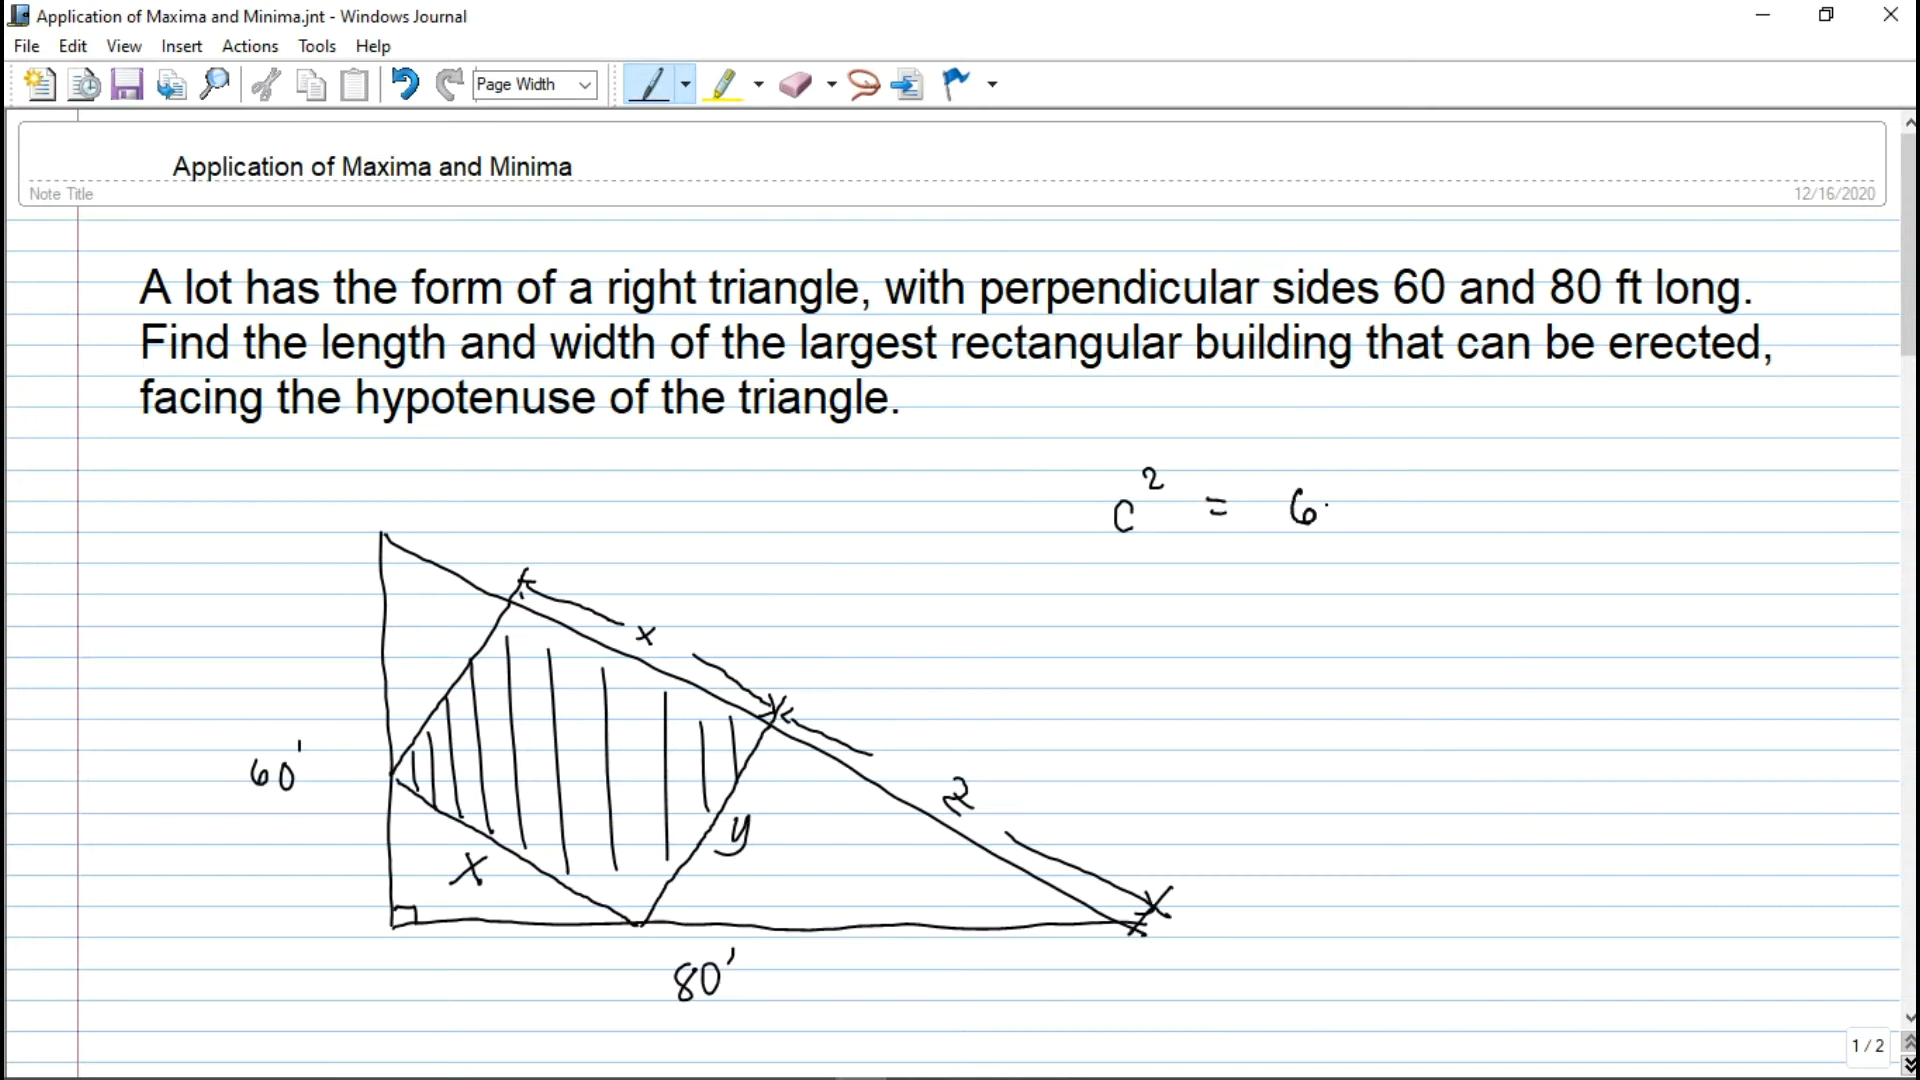 Application of Maxima and Minima.jnt - Windows Journal
File Edit View Insert Actions Tools Help
Page Width
Application of Maxima and Minima
Note Title
12/16/2020
A lot has the form of a right triangle, with perpendicular sides 60 and 80 ft long.
Find the length and width of the largest rectangular building that can be erected,
facing the hypotenuse of the triangle.
c² = 6
x
60'
z
y
x
80'
1 / 2